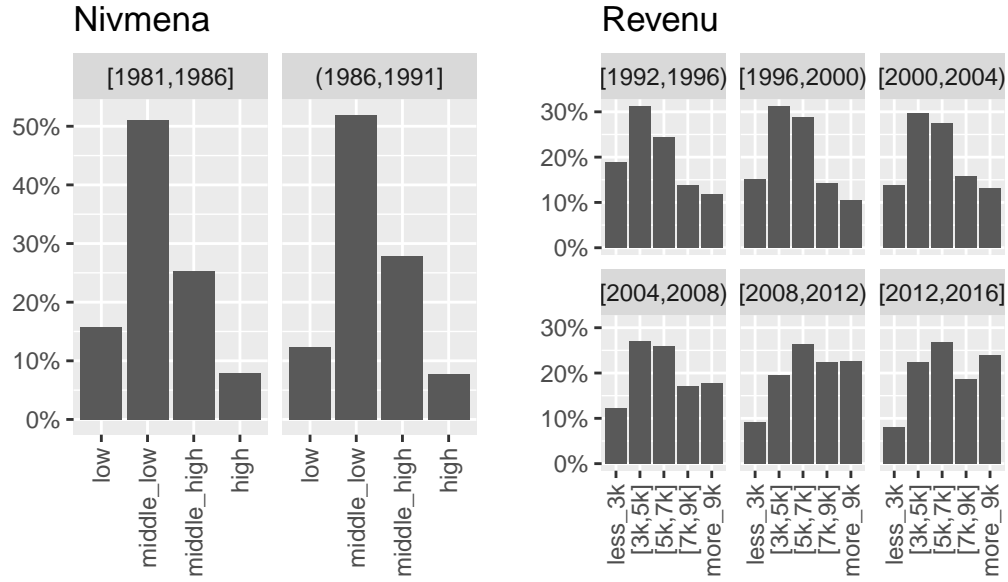 Nivmena
[1981,1986]
(1986,1991]
50%
40%
30%
20%
10%
0%
low
middle_low
middle_high
high
low
middle_low
middle_high
high
Revenu
[1992,1996)
[1996,2000)
[2000,2004)
30%
20%
10%
0%
[2004,2008)
[2008,2012)
[2012,2016]
30%
20%
10%
0%
less_3k
[3k,5k]
[5k,7k]
[7k,9k]
more_9k
less_3k
[3k,5k]
[5k,7k]
[7k,9k]
more_9k
less_3k
[3k,5k]
[5k,7k]
[7k,9k]
more_9k